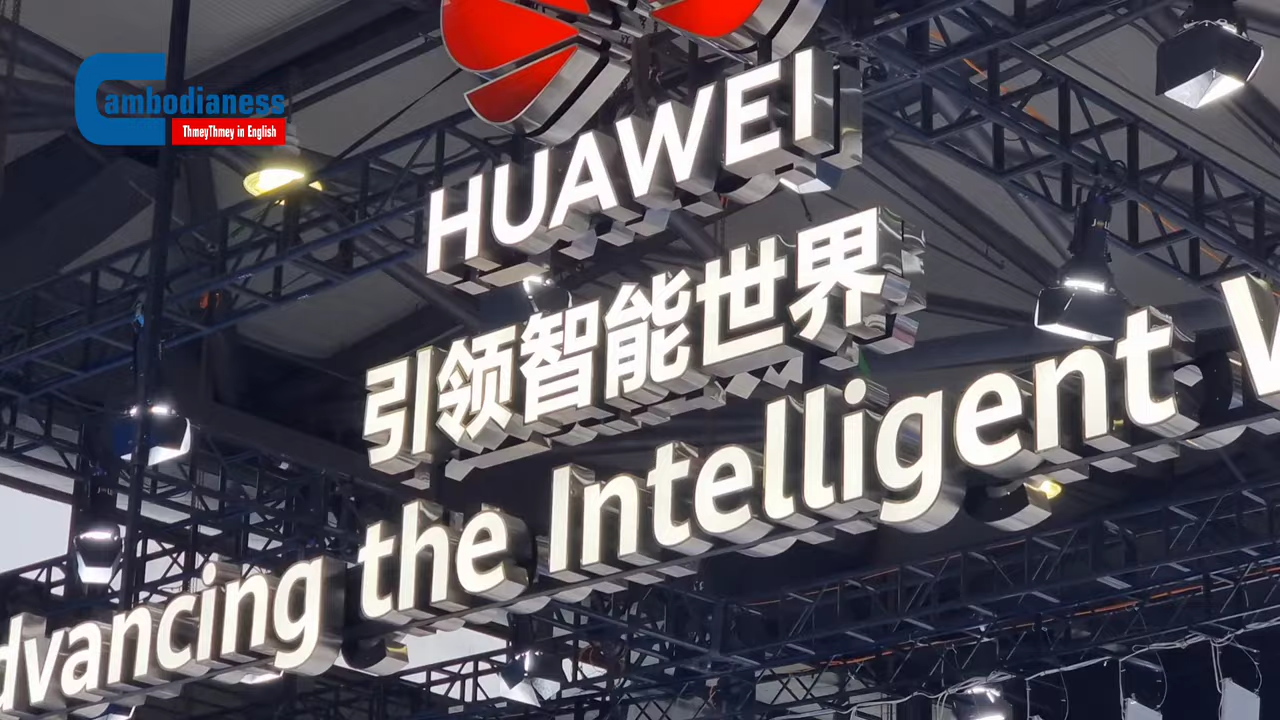 Cambodianess
ThmeyThmey in English
HUAWEI
引领智能世界
dvancing the Intelligent W